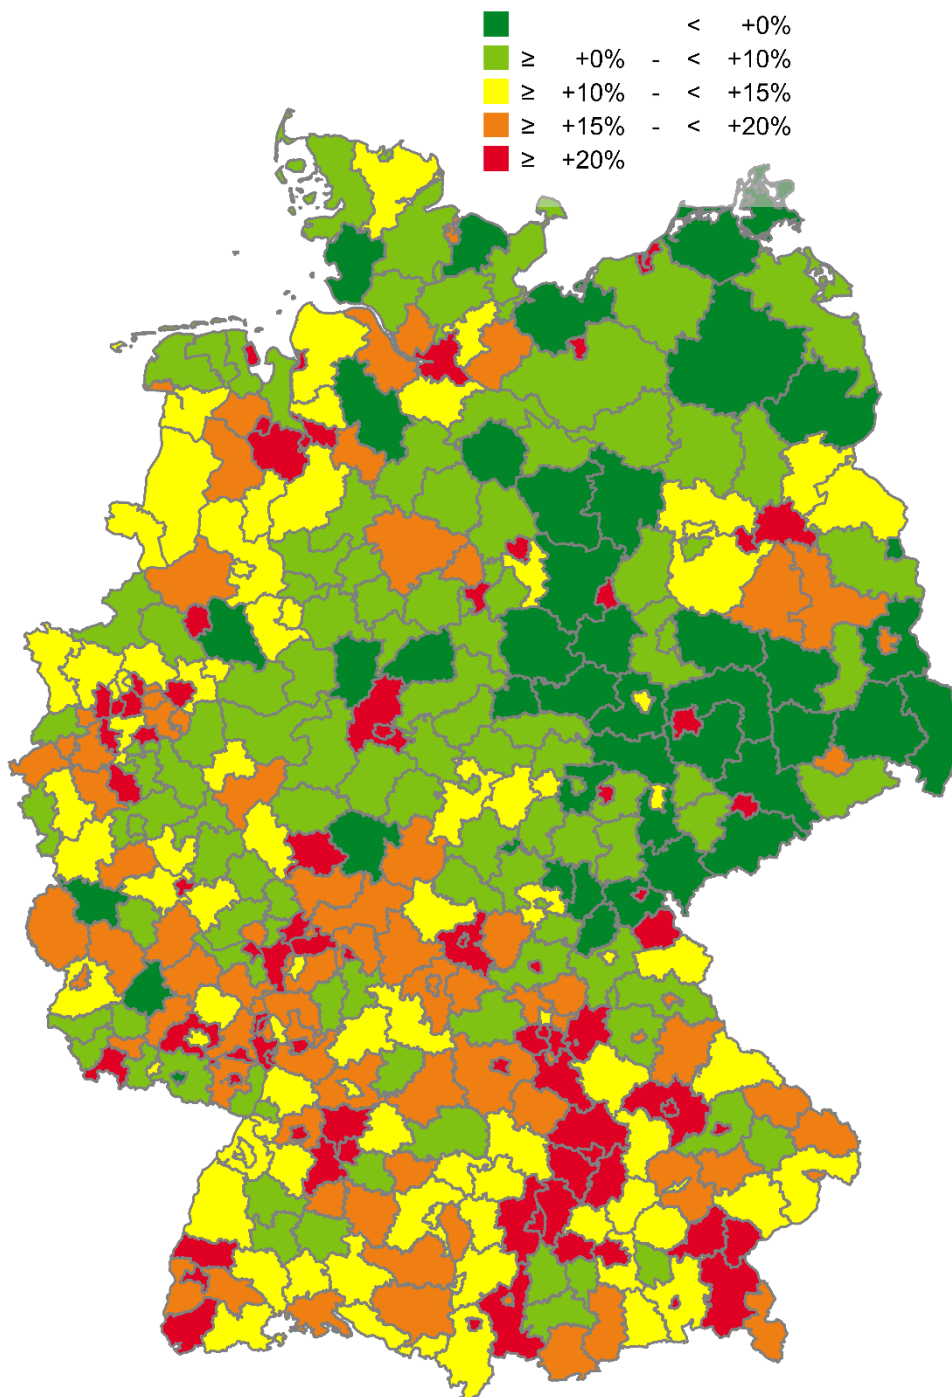 < +0%
≥ +0% - < +10%
≥ +10% - < +15%
≥ +15% - < +20%
≥ +20%